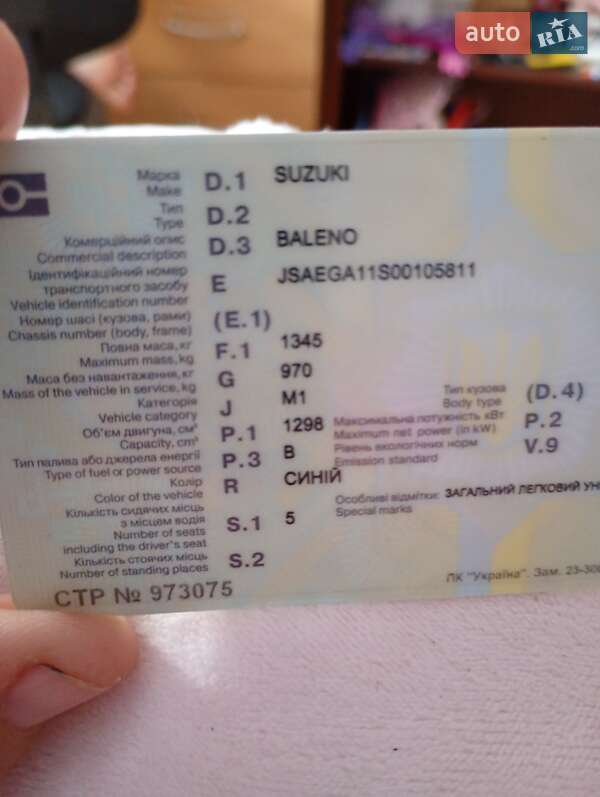 auto RIA.com
Марка D.1 SUZUKI
Make
Тип D.2
Type
Комерційний опис D.3 BALENO
Commercial description
Ідентифікаційний номер
транспортного засобу E JSAEGA11S00105811
Vehicle identification number
Номер шасі (кузова, рами) (E.1)
Chassis number (body, frame)
Повна маса, кг F.1 1345
Maximum mass, kg
Маса без навантаження, кг G 970
Mass of the vehicle in service, kg
Категорія J M1 Тип кузова (D.4)
Vehicle category Body type
Об'єм двигуна, см³ P.1 1298 Максимальна потужність кВт P.2
Capacity, cm³ Maximum net power (in kW)
Тип палива або джерела енергії P.3 B Рівень екологічних норм V.9
Type of fuel or power source Emission standard
Колір R СИНІЙ
Color of the vehicle
Кількість сидячих місць Особливі відмітки: ЗАГАЛЬНИЙ ЛЕГКОВИЙ УН
з місцем водія S.1 5 Special marks
Number of seats
including the driver's seat
Кількість стоячих місць S.2
Number of standing places
СТР № 973075 ПК "Україна". Зам. 23-300